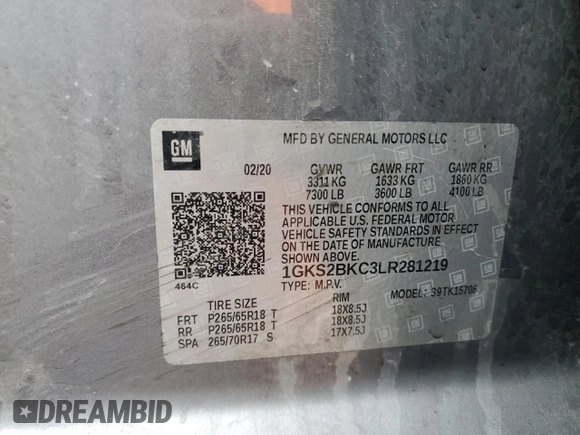 GM
MFD BY GENERAL MOTORS LLC
02/20 GVWR GAWR FRT GAWR RR
3311 KG 1633 KG 1860 KG
7300 LB 3600 LB 4100 LB
THIS VEHICLE CONFORMS TO ALL
APPLICABLE U.S. FEDERAL MOTOR
VEHICLE SAFETY STANDARDS IN EFFECT
ON THE DATE OF MANUFACTURE
SHOWN ABOVE.
1GKS2BKC3LR281219
464C
TYPE: M.P.V. MODEL: S9TK15706
TIRE SIZE RIM
FRT P265/65R18 T 18X8.5J
RR P265/65R18 T 18X8.5J
SPA 265/70R17 S 17X7.5J
DREAMBID